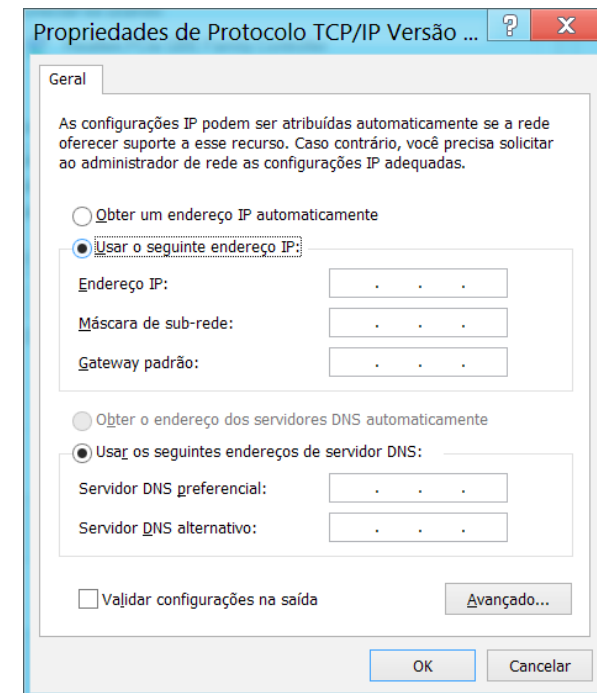 Propriedades de Protocolo TCP/IP Versão ...
?
X
Geral
As configurações IP podem ser atribuídas automaticamente se a rede
oferecer suporte a esse recurso. Caso contrário, você precisa solicitar
ao administrador de rede as configurações IP adequadas.
Obter um endereço IP automaticamente
Usar o seguinte endereço IP:
Endereço IP: . . .
Máscara de sub-rede: . . .
Gateway padrão: . . .
Obter o endereço dos servidores DNS automaticamente
Usar os seguintes endereços de servidor DNS:
Servidor DNS preferencial: . . .
Servidor DNS alternativo: . . .
Validar configurações na saída
Avançado...
OK
Cancelar